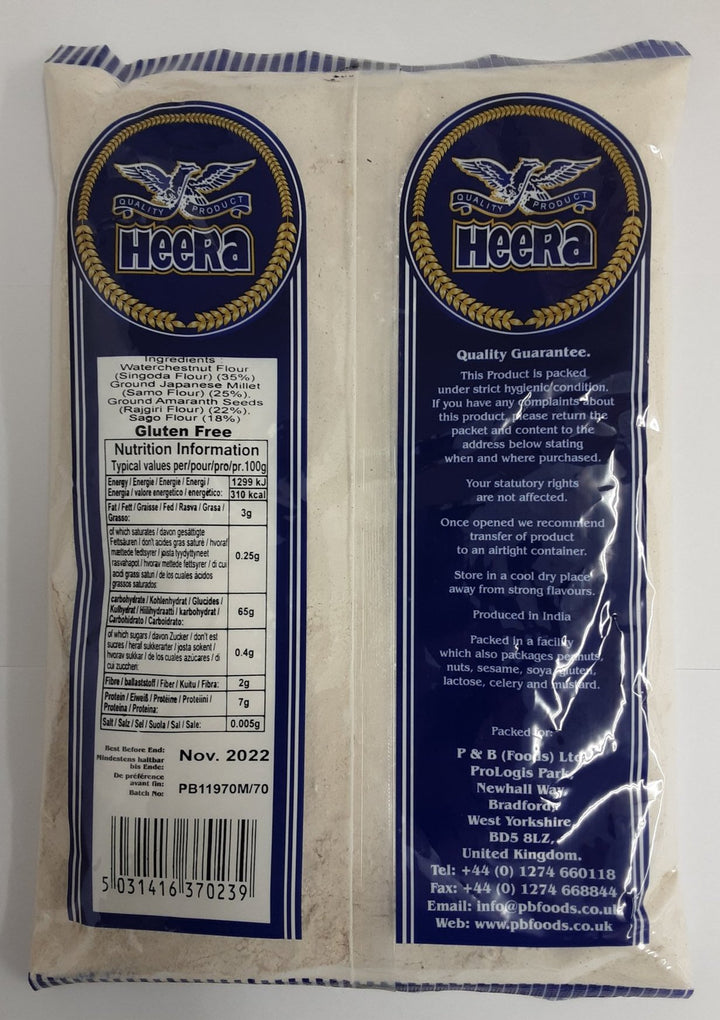 QUALITY PRODUCT
HEERA
Ingredients :
Waterchestnut Flour
(Singoda Flour) (35%)
Ground Japanese Millet
(Samo Flour) (25%).
Ground Amaranth Seeds
(Rajgiri Flour) (22%).
Sago Flour (18%)
Gluten Free
Nutrition Information
Typical values per/pour/pro/pr.100g
Energy / Energie / Energie / Energi /
Energia / valore energetico / energético:
1299 kJ
310 kcal
Fat / Fett / Graisse / Fed / Rasva / Grasa /
Grasso:
3g
of which saturates / davon gesättigte
Fettsäuren / don't acides gras saturé / hvoraf
mættede fedtsyrer / josta tyydyttyneet
rasvahapot / hvorav mettede fettsyrer / di cui
acidi grassi saturi / de los cuales ácidos
grassos saturados
0.25g
carbohydrate / Kohlenhydrat / Glucides /
Kulhydrat / Hiilihydraatti / karbohydrat /
Carbohidrato / Carboidrato:
65g
of which sugars / davon Zucker / don't est
sucres / heraf sukkerarter / josta sokerit /
hvorav sukkar / de los cuales azúcares / di
cui zuccheri:
0.4g
Fibre / ballaststoff / Fiber / Kuitu / Fibra:
2g
Protein / Eiweiß / Protéine / Proteiini /
Proteína / Proteina:
7g
Salt / Salz / Sel / Suola / Sal / Sale:
0.005g
Best Before End:
Mindestens haltbar
bis Ende:
De préférence
avant fin:
Nov. 2022
Batch No:
PB11970M/70
5 031416 370239
QUALITY PRODUCT
HEERA
Quality Guarantee.
This Product is packed
under strict hygienic condition.
If you have any complaints about
this product, please return the
packet and content to the
address below stating
when and where purchased.
Your statutory rights
are not affected.
Once opened we recommend
transfer of product
to an airtight container.
Store in a cool dry place
away from strong flavours.
Produced in India
Packed in a facility
which also packages peanuts,
nuts, sesame, soya, gluten,
lactose, celery and mustard.
Packed for:
P & B (Foods) Ltd.
ProLogis Park,
Newhall Way,
Bradford,
West Yorkshire,
BD5 8LZ,
United Kingdom.
Tel: +44 (0) 1274 660118
Fax: +44 (0) 1274 668844
Email: info@pbfoods.co.uk
Web: www.pbfoods.co.uk